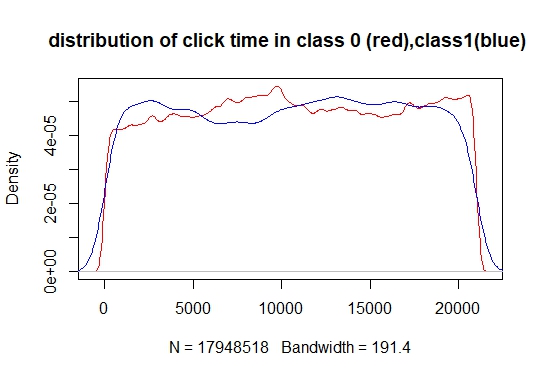 distribution of click time in class 0 (red),class1(blue)
Density
0e+00 2e-05 4e-05
0 5000 10000 15000 20000
N = 17948518 Bandwidth = 191.4